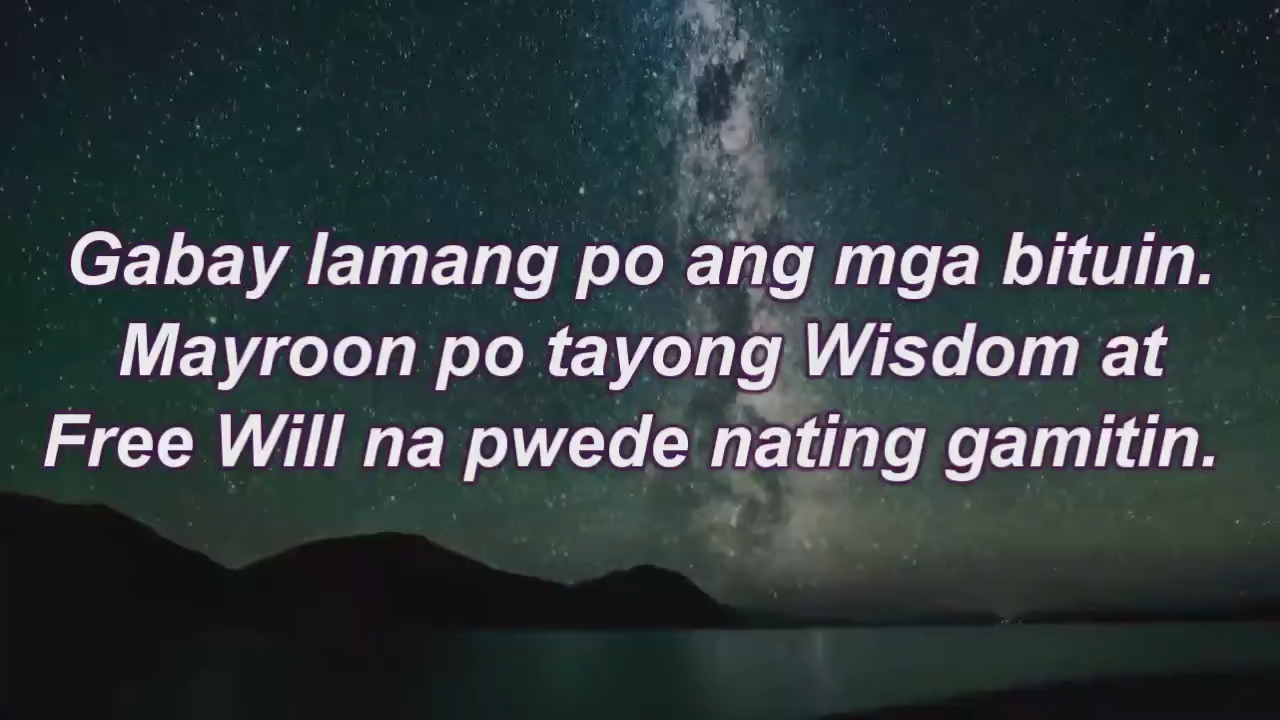 Gabay lamang po ang mga bituin.
Mayroon po tayong Wisdom at
Free Will na pwede nating gamitin.